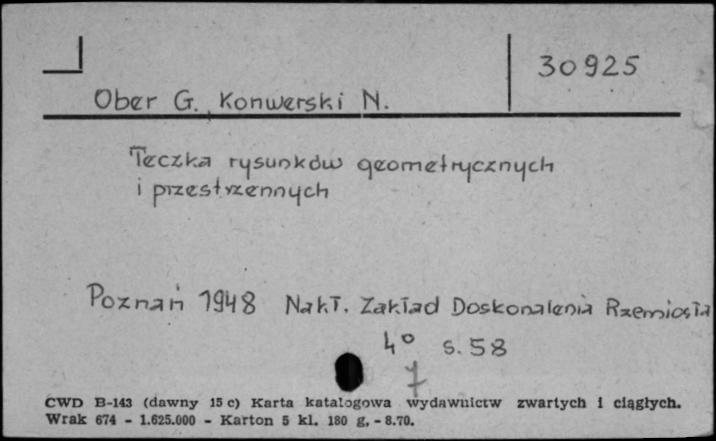 30925
Ober G., Konwerski N.
Teczka rysunków geometrycznych
i przestrzennych
Poznań 1948 Nakł. Zakład Doskonalenia Rzemiosła
4° s. 58
7
CWD B-143 (dawny 15 c) Karta katalogowa wydawnictw zwartych i ciągłych.
Wrak 674 - 1.625.000 - Karton 5 kl. 180 g. - 8.70.